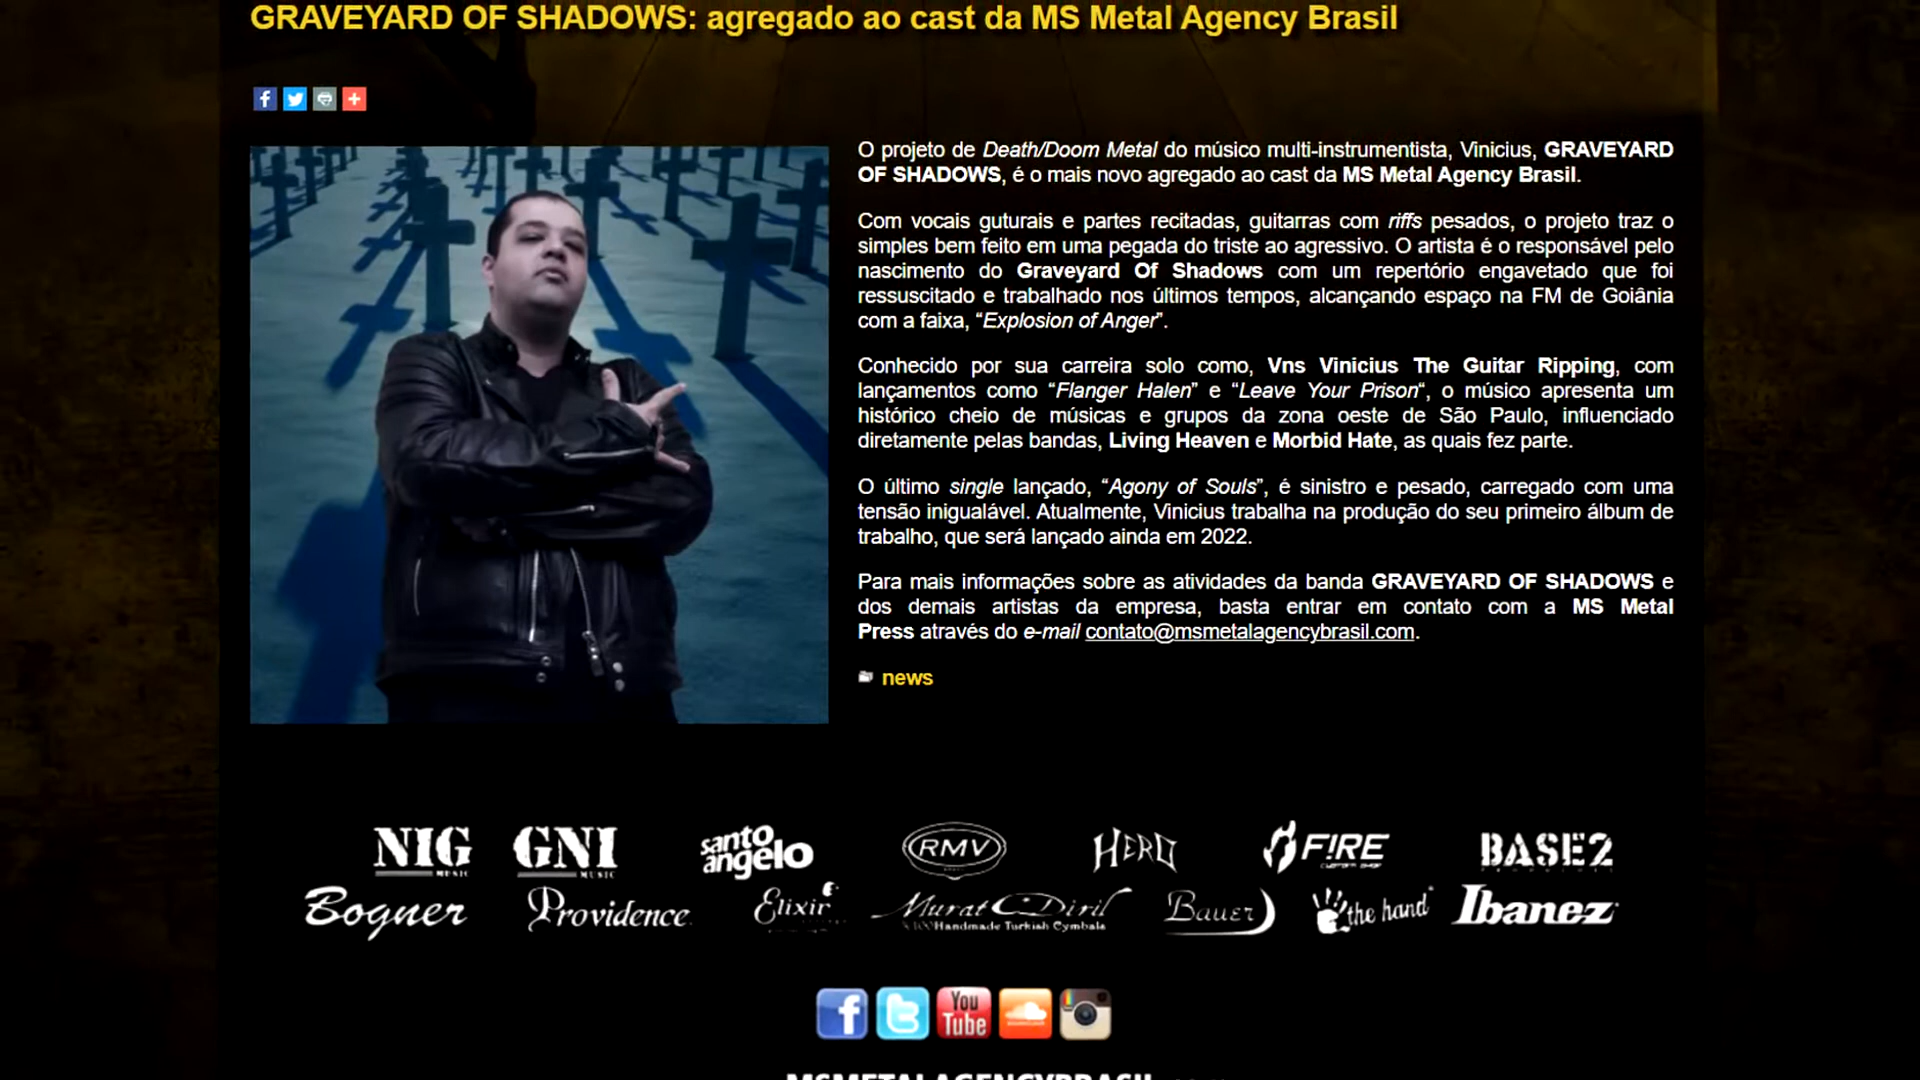 GRAVEYARD OF SHADOWS: agregado ao cast da MS Metal Agency Brasil
O projeto de Death/Doom Metal do músico multi-instrumentista, Vinicius, GRAVEYARD
OF SHADOWS, é o mais novo agregado ao cast da MS Metal Agency Brasil.
Com vocais guturais e partes recitadas, guitarras com riffs pesados, o projeto traz o
simples bem feito em uma pegada do triste ao agressivo. O artista é o responsável pelo
nascimento do Graveyard Of Shadows com um repertório engavetado que foi
ressuscitado e trabalhado nos últimos tempos, alcançando espaço na FM de Goiânia
com a faixa, “Explosion of Anger”.
Conhecido por sua carreira solo como, Vns Vinicius The Guitar Ripping, com
lançamentos como “Flanger Halen” e “Leave Your Prison“, o músico apresenta um
histórico cheio de músicas e grupos da zona oeste de São Paulo, influenciado
diretamente pelas bandas, Living Heaven e Morbid Hate, as quais fez parte.
O último single lançado, “Agony of Souls”, é sinistro e pesado, carregado com uma
tensão inigualável. Atualmente, Vinicius trabalha na produção do seu primeiro álbum de
trabalho, que será lançado ainda em 2022.
Para mais informações sobre as atividades da banda GRAVEYARD OF SHADOWS e
dos demais artistas da empresa, basta entrar em contato com a MS Metal
Press através do e-mail contato@msmetalagencybrasil.com.
news
NIG MUSIC GNI MUSIC santo angelo RMV HERO F!RE CUSTOM SHOP BASE2
Bogner Providence Elixir Murat Diril Handmade Turkish Cymbals Bauer the hand Ibanez
You Tube
MSMETALAGENCYBRASIL